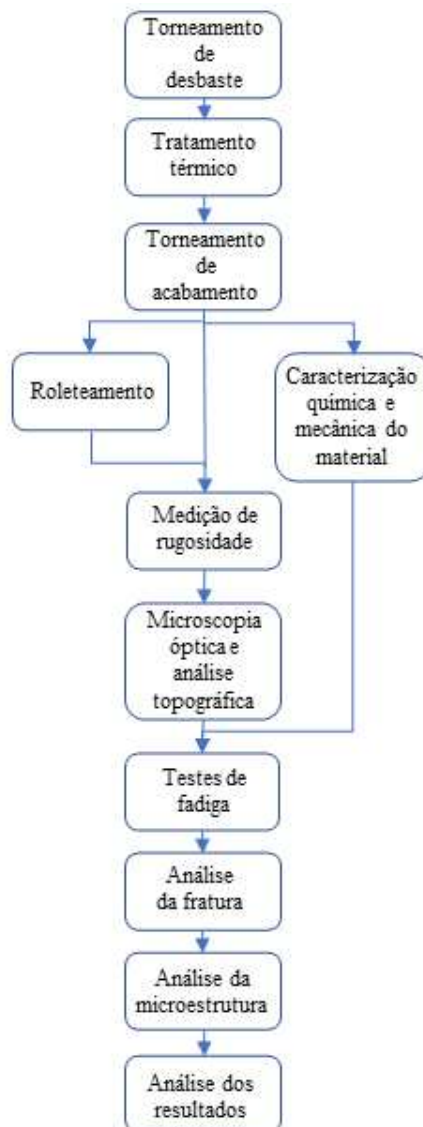 Torneamento
de
desbaste
Tratamento
térmico
Torneamento
de
acabamento
Roleteamento
Caracterização
química e
mecânica do
material
Medição de
rugosidade
Microscopia
óptica e
análise
topográfica
Testes de
fadiga
Análise
da fratura
Análise da
microestrutura
Análise dos
resultados